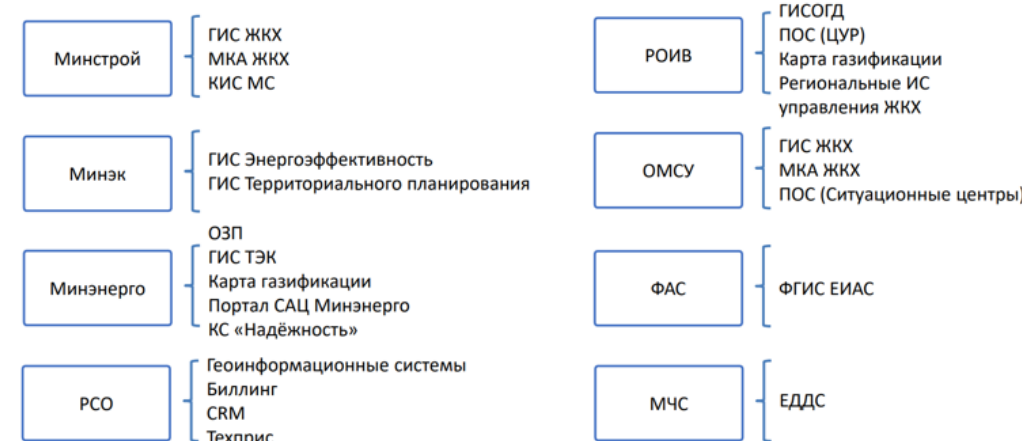 Минстрой
ГИС ЖКХ
МКА ЖКХ
КИС МС
Минэк
ГИС Энергоэффективность
ГИС Территориального планирования
Минэнерго
ОЗП
ГИС ТЭК
Карта газификации
Портал САЦ Минэнерго
КС «Надёжность»
РСО
Геоинформационные системы
Биллинг
CRM
Техприс
РОИВ
ГИСОГД
ПОС (ЦУР)
Карта газификации
Региональные ИС
управления ЖКХ
ОМСУ
ГИС ЖКХ
МКА ЖКХ
ПОС (Ситуационные центры)
ФАС
ФГИС ЕИАС
МЧС
ЕДДС